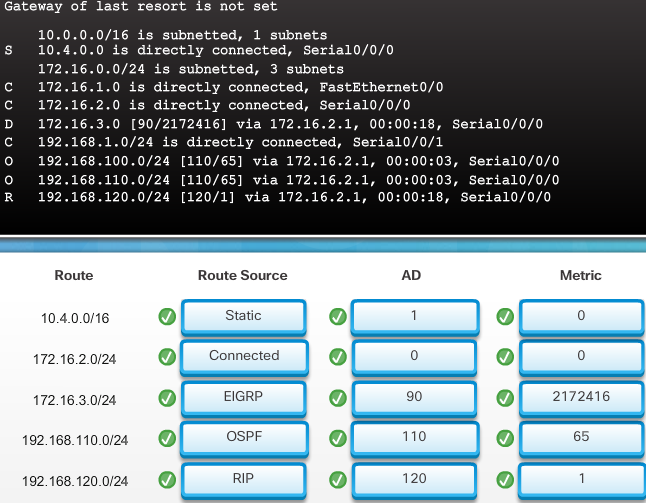 Gateway of last resort is not set
10.0.0.0/16 is subnetted, 1 subnets
S 10.4.0.0 is directly connected, Serial0/0/0
172.16.0.0/24 is subnetted, 3 subnets
C 172.16.1.0 is directly connected, FastEthernet0/0
C 172.16.2.0 is directly connected, Serial0/0/0
D 172.16.3.0 [90/2172416] via 172.16.2.1, 00:00:18, Serial0/0/0
C 192.168.1.0/24 is directly connected, Serial0/0/1
O 192.168.100.0/24 [110/65] via 172.16.2.1, 00:00:03, Serial0/0/0
O 192.168.110.0/24 [110/65] via 172.16.2.1, 00:00:03, Serial0/0/0
R 192.168.120.0/24 [120/1] via 172.16.2.1, 00:00:18, Serial0/0/0
Route Route Source AD Metric
10.4.0.0/16 Static 1 0
172.16.2.0/24 Connected 0 0
172.16.3.0/24 EIGRP 90 2172416
192.168.110.0/24 OSPF 110 65
192.168.120.0/24 RIP 120 1